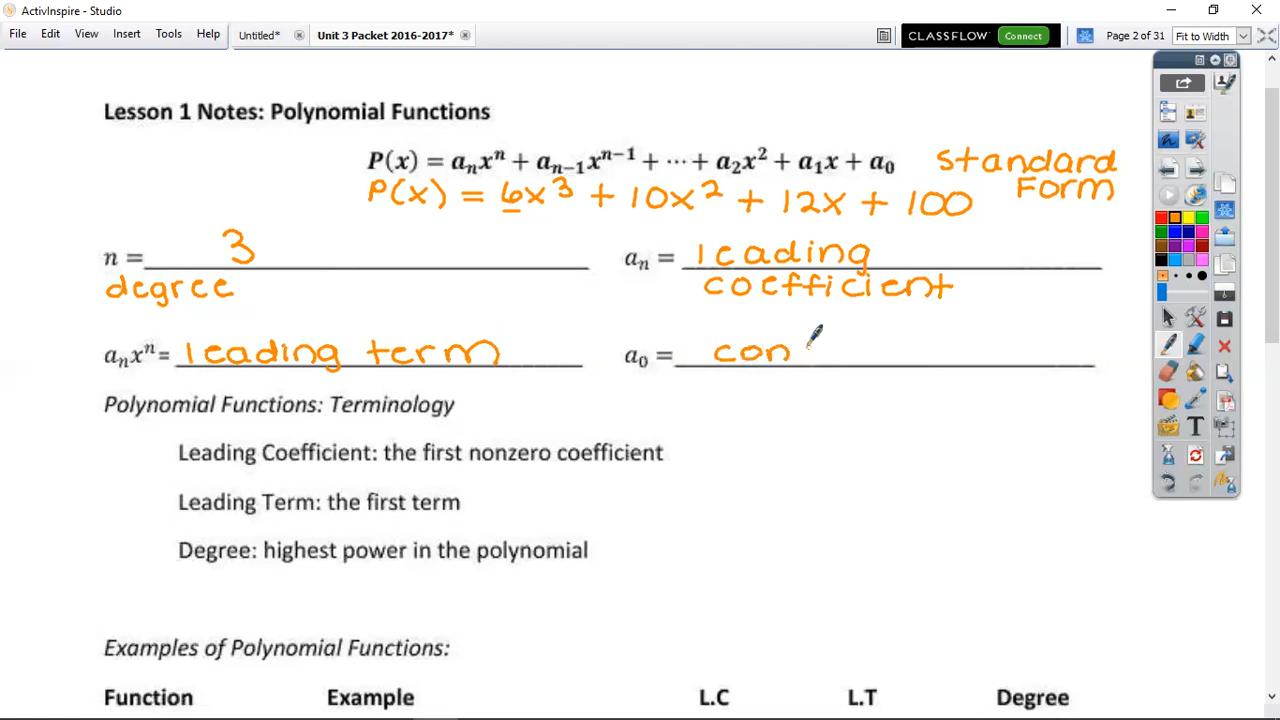 ActivInspire - Studio
File Edit View Insert Tools Help Untitled* Unit 3 Packet 2016-2017* CLASSFLOW Connect Page 2 of 31 Fit to Width
Lesson 1 Notes: Polynomial Functions
P(x) = aₙxⁿ + aₙ₋₁xⁿ⁻¹ + ⋯ + a₂x² + a₁x + a₀ Standard
P(x) = 6x³ + 10x² + 12x + 100 Form
n = 3 aₙ = leading
degree coefficient
aₙxⁿ= leading term a₀ = con
Polynomial Functions: Terminology
Leading Coefficient: the first nonzero coefficient
Leading Term: the first term
Degree: highest power in the polynomial
Examples of Polynomial Functions:
Function Example L.C L.T Degree